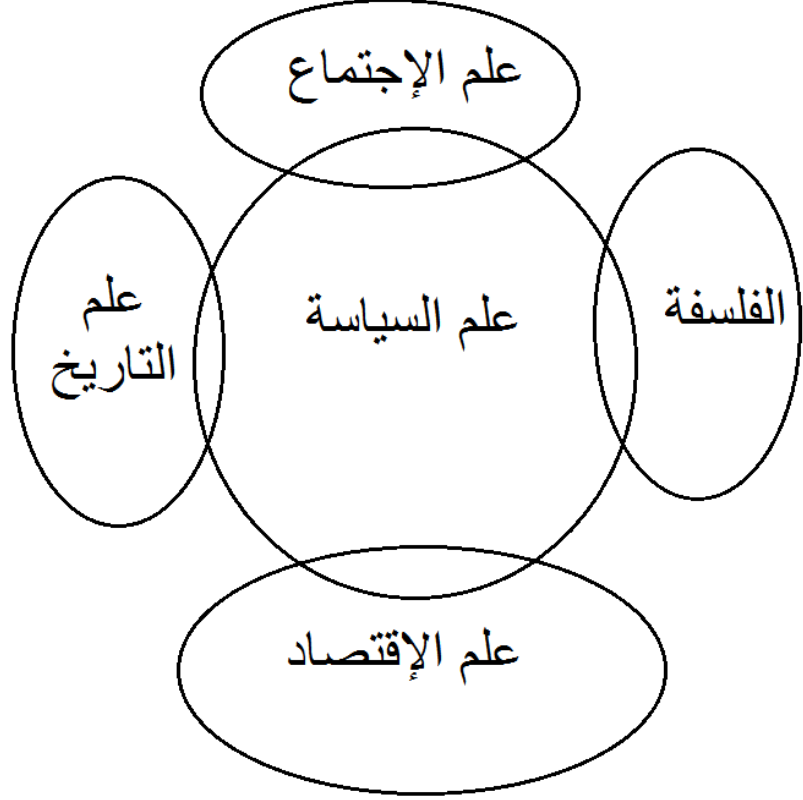 علم الإجتماع
الفلسفة
علم السياسة
علم
التاريخ
علم الإقتصاد